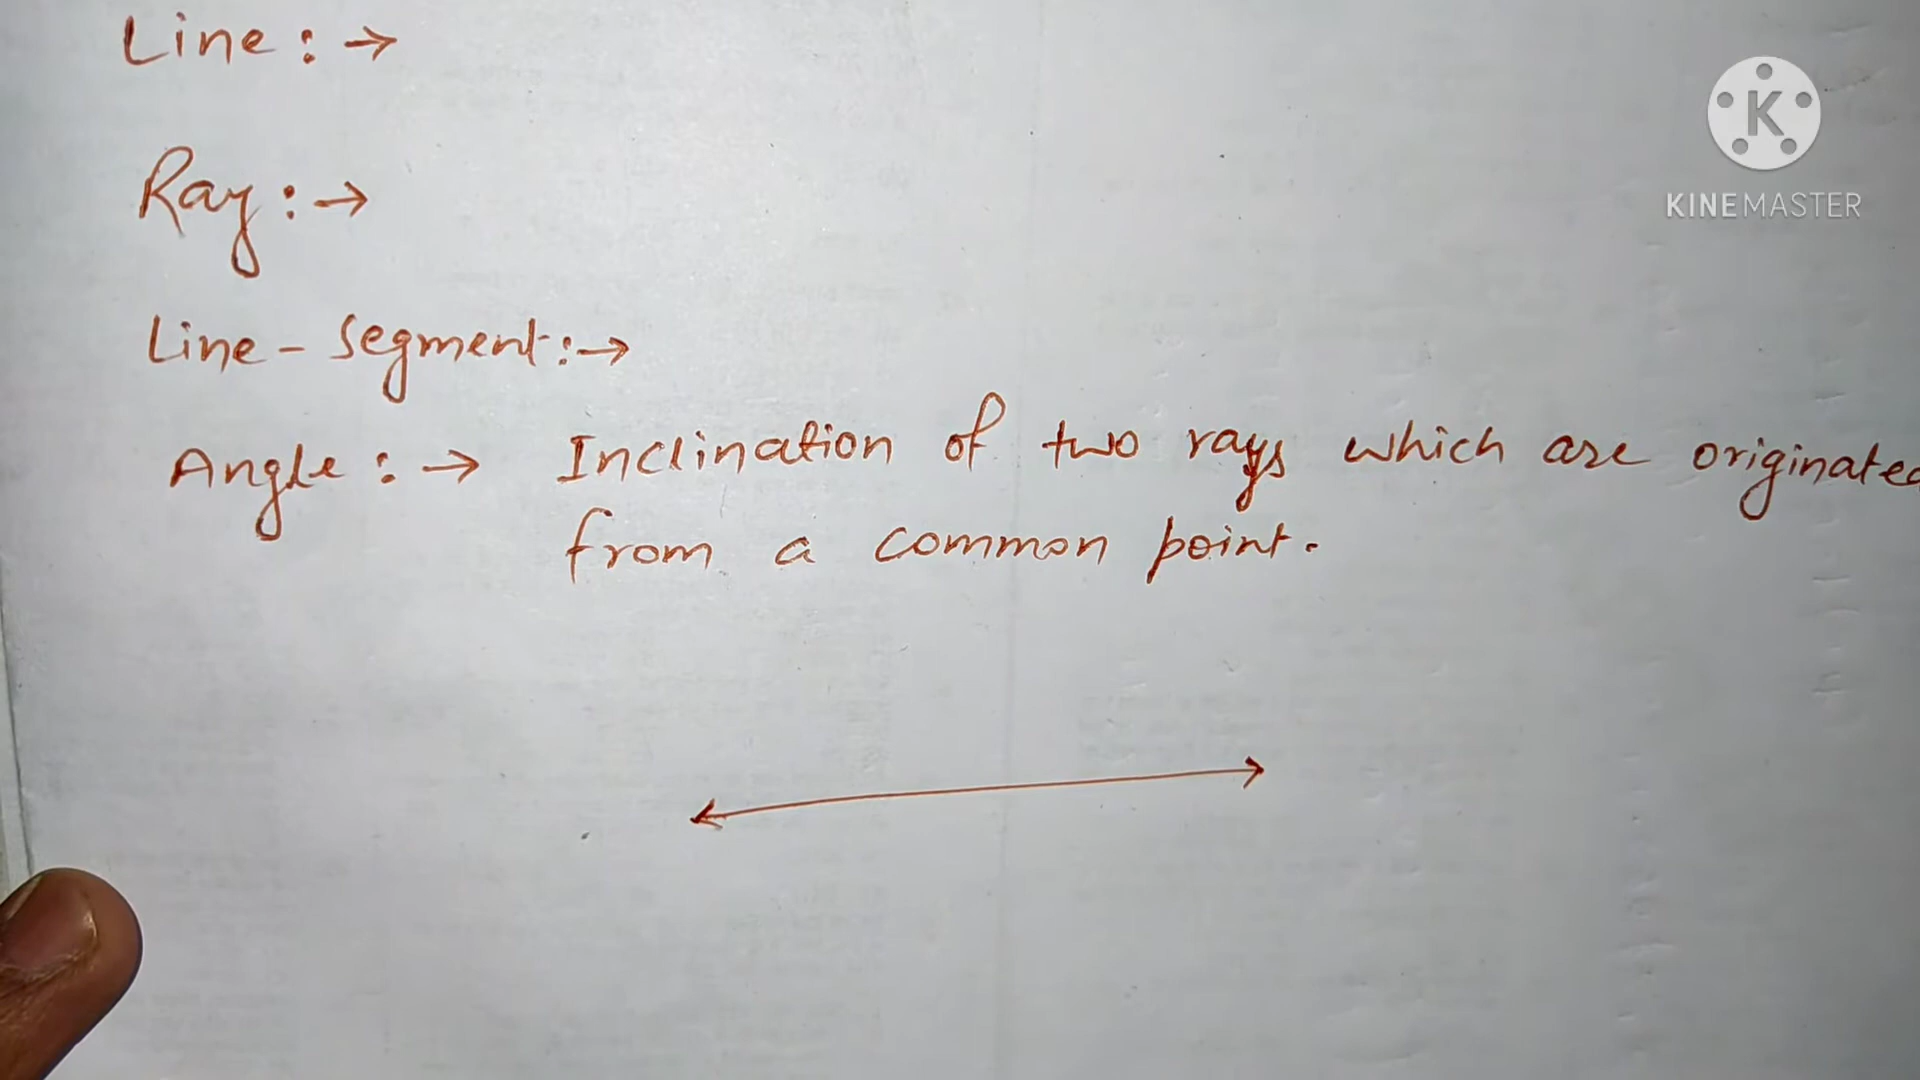 Line : →
Ray : →
Line - segment : →
Angle : → Inclination of two rays which are originated
from a common point.
K
KINEMASTER